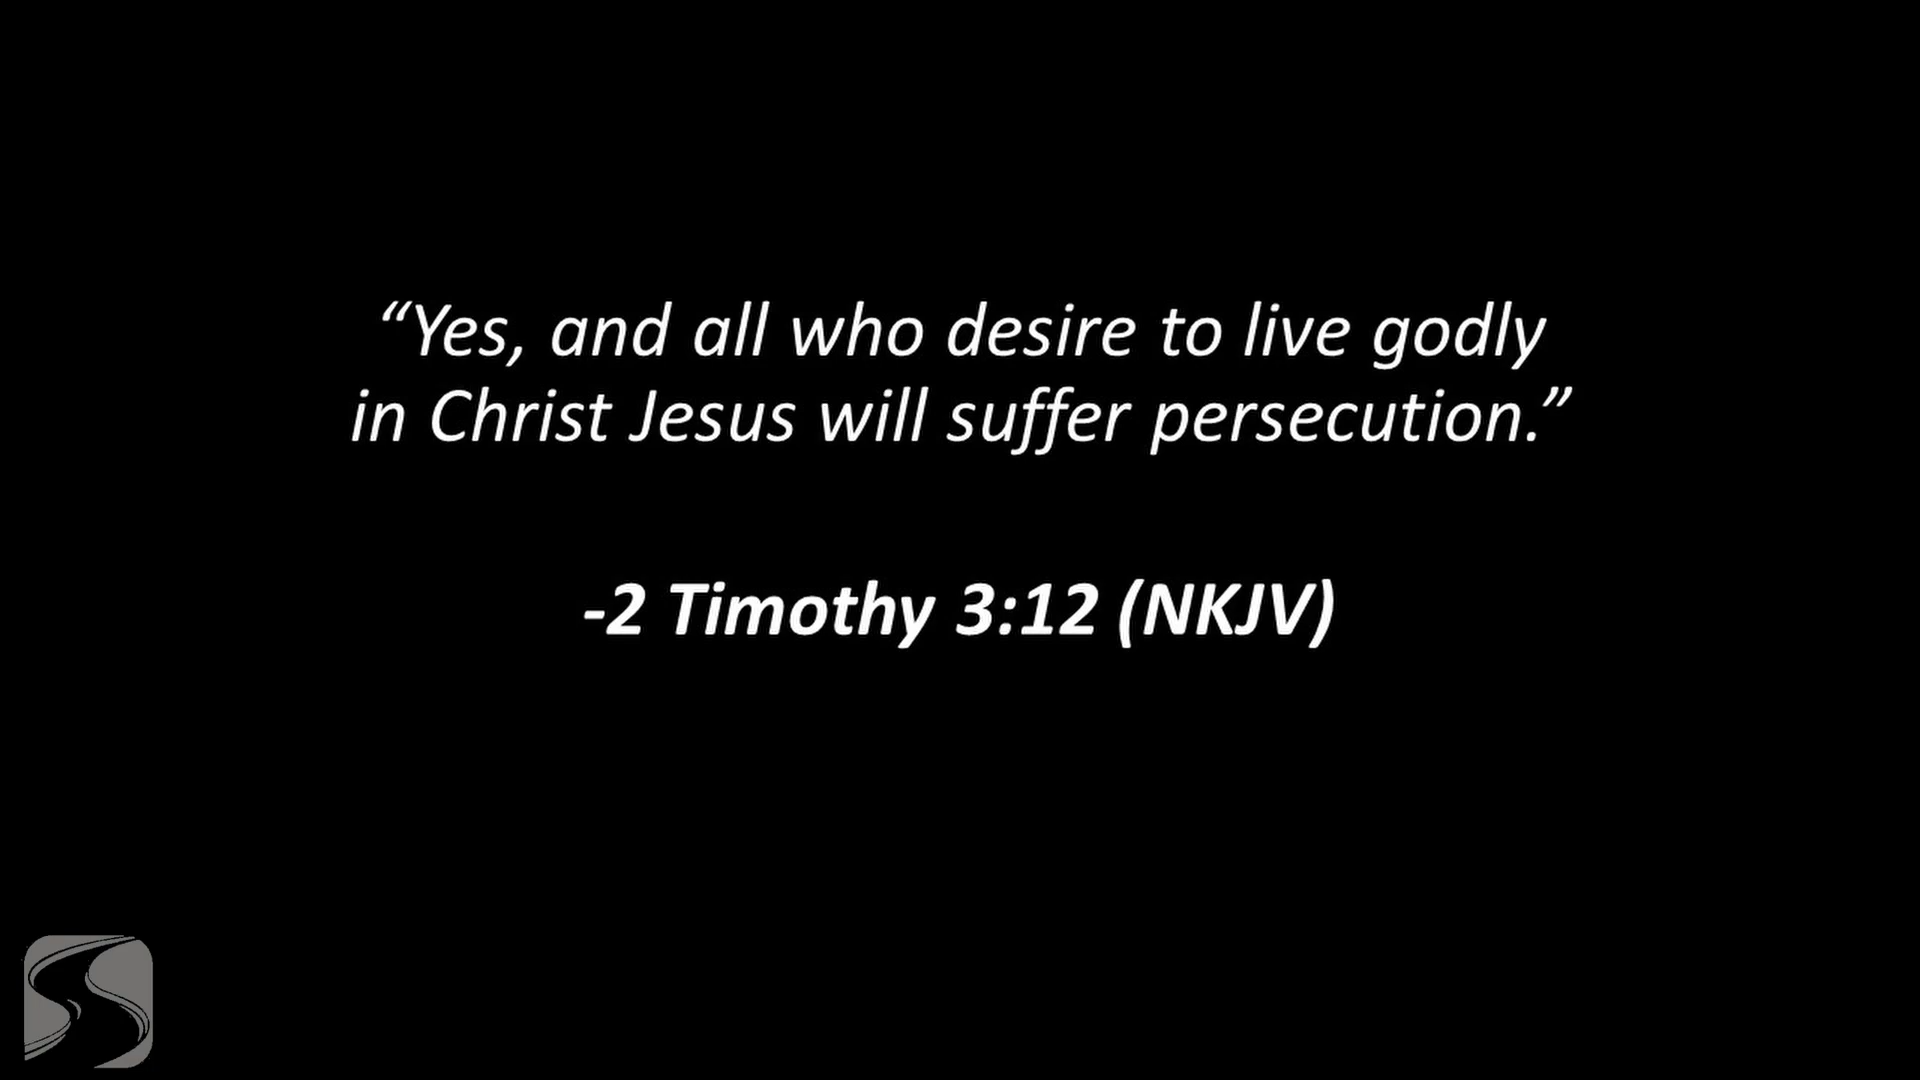 “Yes, and all who desire to live godly
in Christ Jesus will suffer persecution.”
-2 Timothy 3:12 (NKJV)